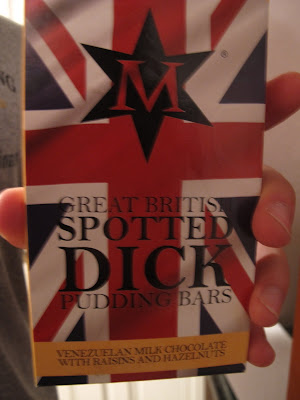 M
®
GREAT BRITISH
SPOTTED
DICK
PUDDING BARS
VENEZUELAN MILK CHOCOLATE
WITH RAISINS AND HAZELNUTS